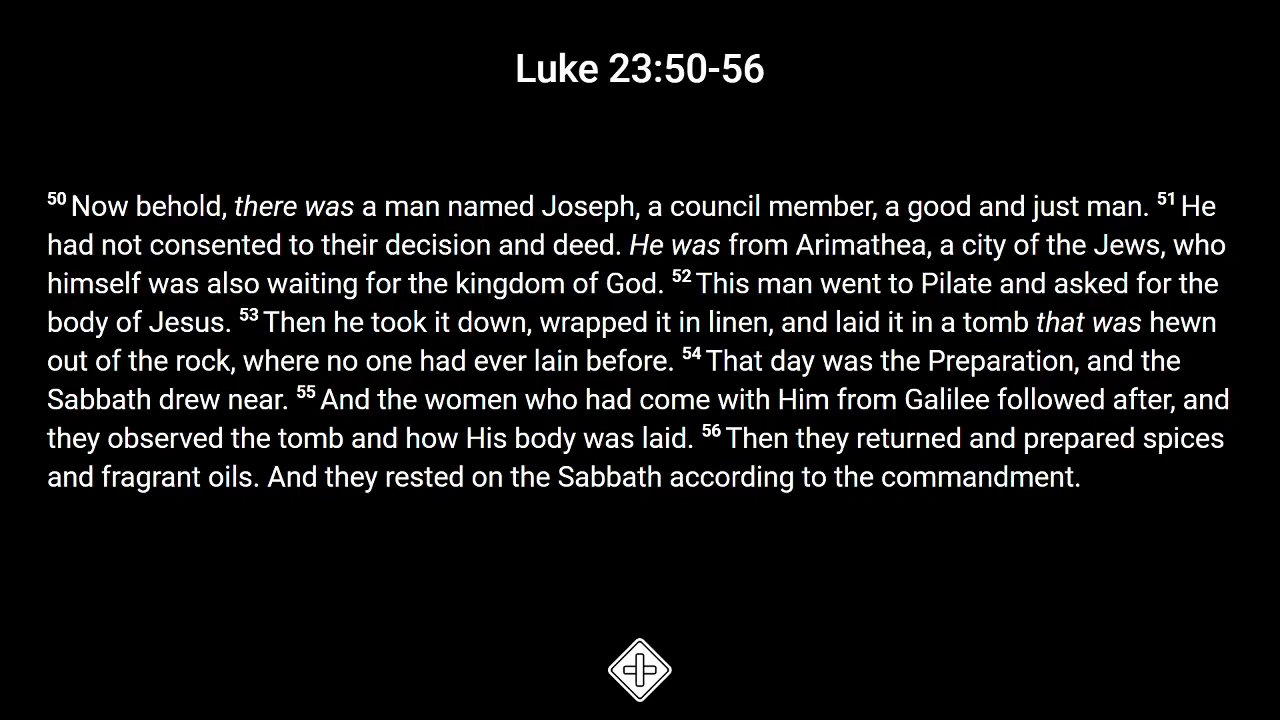 Luke 23:50-56
50 Now behold, there was a man named Joseph, a council member, a good and just man. 51 He
had not consented to their decision and deed. He was from Arimathea, a city of the Jews, who
himself was also waiting for the kingdom of God. 52 This man went to Pilate and asked for the
body of Jesus. 53 Then he took it down, wrapped it in linen, and laid it in a tomb that was hewn
out of the rock, where no one had ever lain before. 54 That day was the Preparation, and the
Sabbath drew near. 55 And the women who had come with Him from Galilee followed after, and
they observed the tomb and how His body was laid. 56 Then they returned and prepared spices
and fragrant oils. And they rested on the Sabbath according to the commandment.